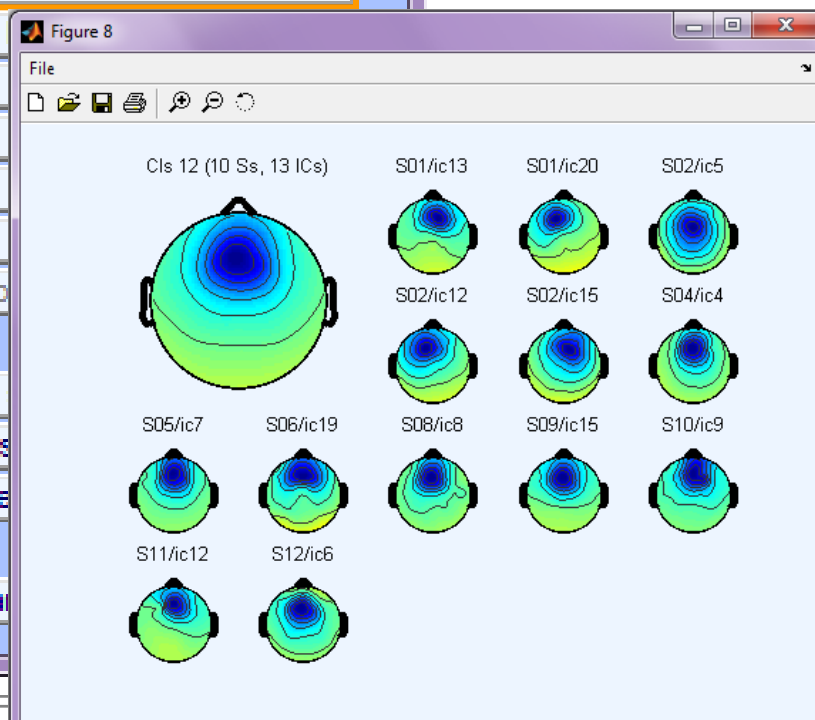 Figure 8
File
Cls 12 (10 Ss, 13 ICs)
S01/ic13
S01/ic20
S02/ic5
S02/ic12
S02/ic15
S04/ic4
S05/ic7
S06/ic19
S08/ic8
S09/ic15
S10/ic9
S11/ic12
S12/ic6